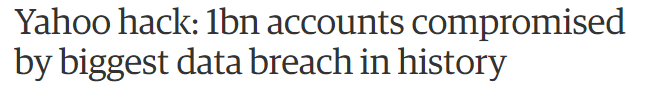 Yahoo hack: 1bn accounts compromised
by biggest data breach in history